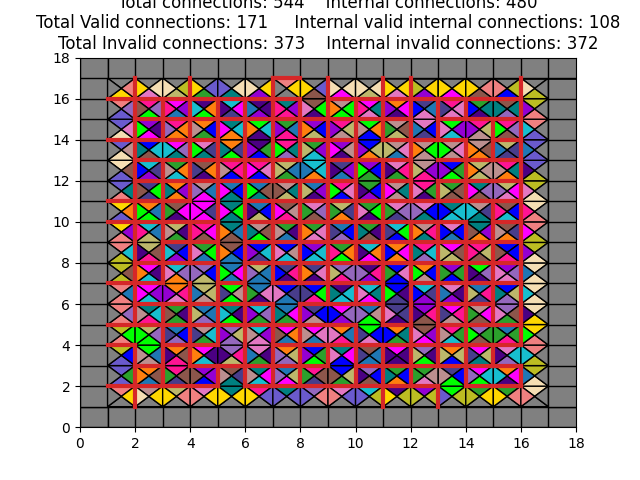 Total connections: 544    Internal connections: 480
Total Valid connections: 171    Internal valid internal connections: 108
Total Invalid connections: 373    Internal invalid connections: 372
18
16
14
12
10
8
6
4
2
0
0 2 4 6 8 10 12 14 16 18